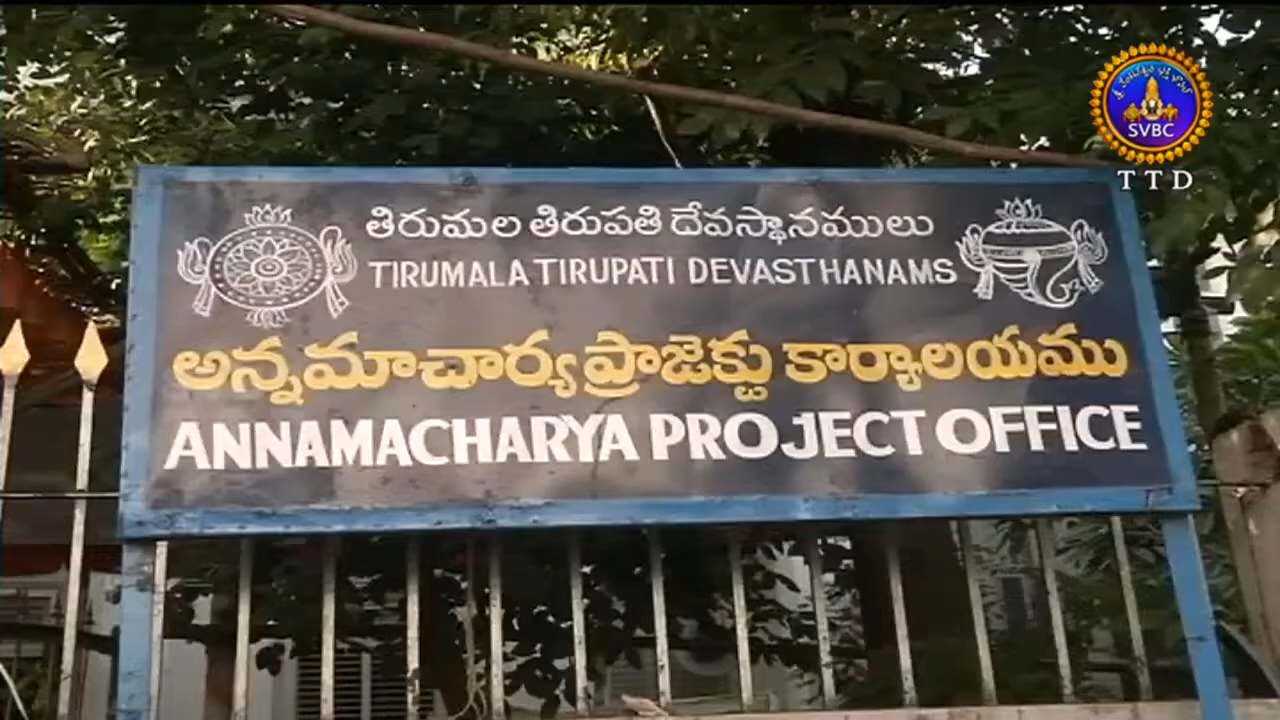 తిరుమల తిరుపతి దేవస్థానములు
TIRUMALA TIRUPATI DEVASTHANAMS
అన్నమాచార్య ప్రాజెక్టు కార్యాలయము
ANNAMACHARYA PROJECT OFFICE
SVBC
TTD